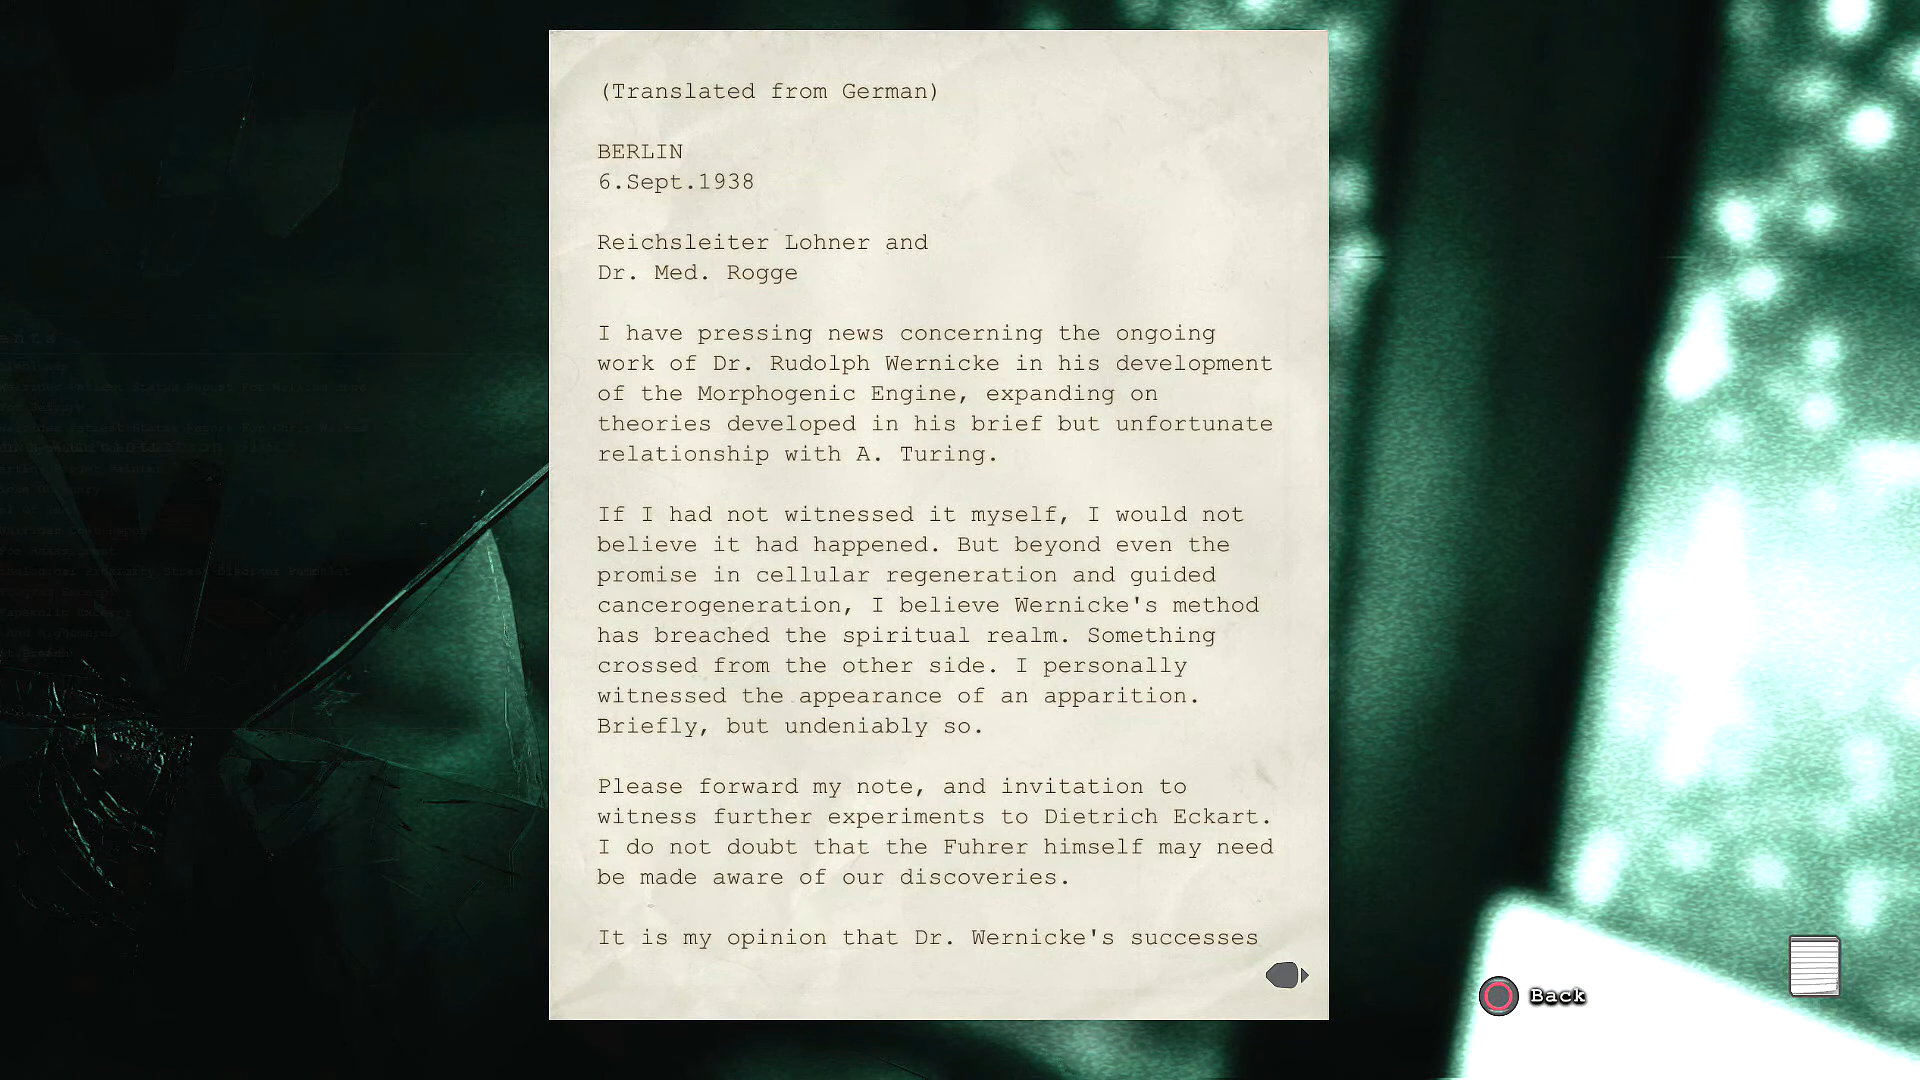 (Translated from German)
BERLIN
6.Sept.1938
Reichsleiter Lohner and
Dr. Med. Rogge
I have pressing news concerning the ongoing
work of Dr. Rudolph Wernicke in his development
of the Morphogenic Engine, expanding on
theories developed in his brief but unfortunate
relationship with A. Turing.
If I had not witnessed it myself, I would not
believe it had happened. But beyond even the
promise in cellular regeneration and guided
cancerogeneration, I believe Wernicke's method
has breached the spiritual realm. Something
crossed from the other side. I personally
witnessed the appearance of an apparition.
Briefly, but undeniably so.
Please forward my note, and invitation to
witness further experiments to Dietrich Eckart.
I do not doubt that the Fuhrer himself may need
be made aware of our discoveries.
It is my opinion that Dr. Wernicke's successes
Back